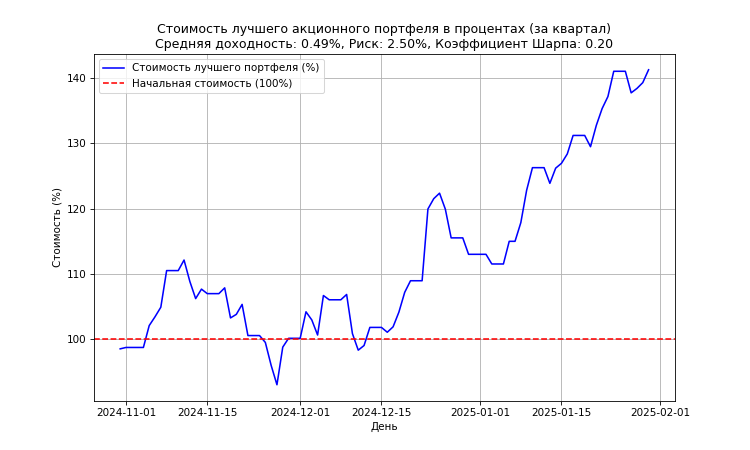 Стоимость лучшего акционного портфеля в процентах (за квартал)
Средняя доходность: 0.49%, Риск: 2.50%, Коэффициент Шарпа: 0.20
Стоимость лучшего портфеля (%)
Начальная стоимость (100%)
Стоимость (%)
140
130
120
110
100
2024-11-01
2024-11-15
2024-12-01
2024-12-15
2025-01-01
2025-01-15
2025-02-01
День